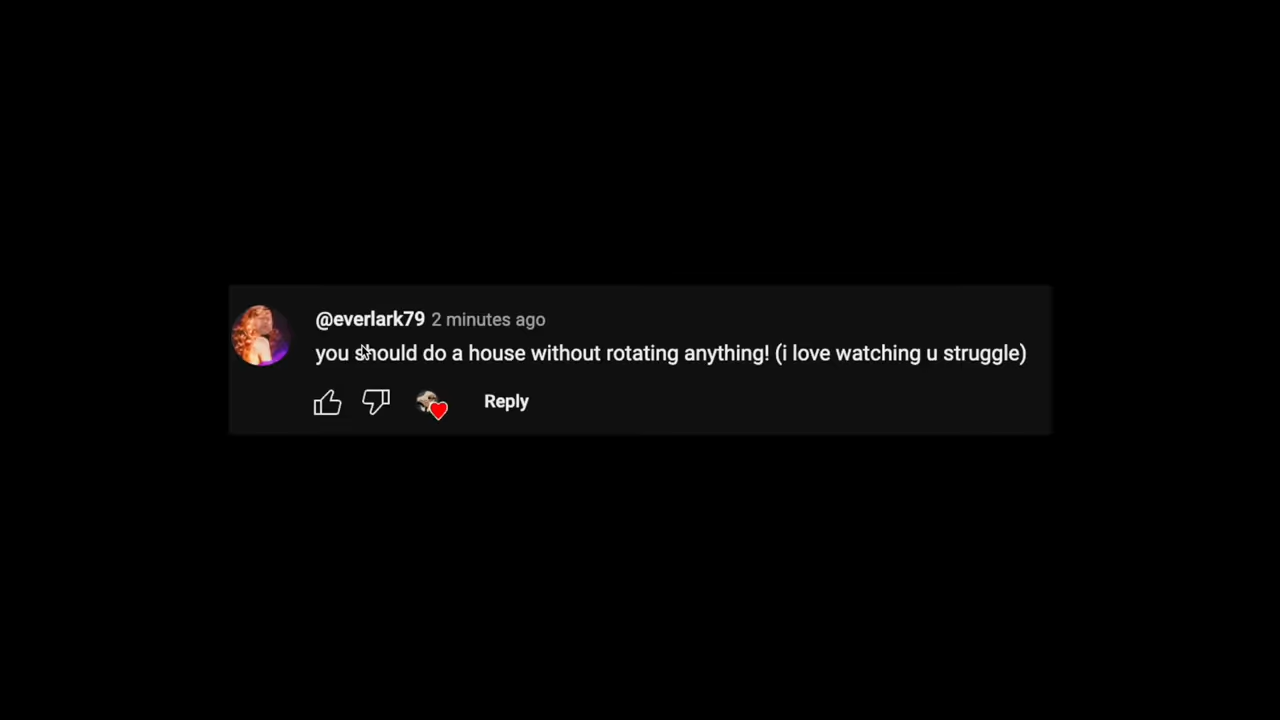 @everlark79 2 minutes ago
you should do a house without rotating anything! (i love watching u struggle)
Reply